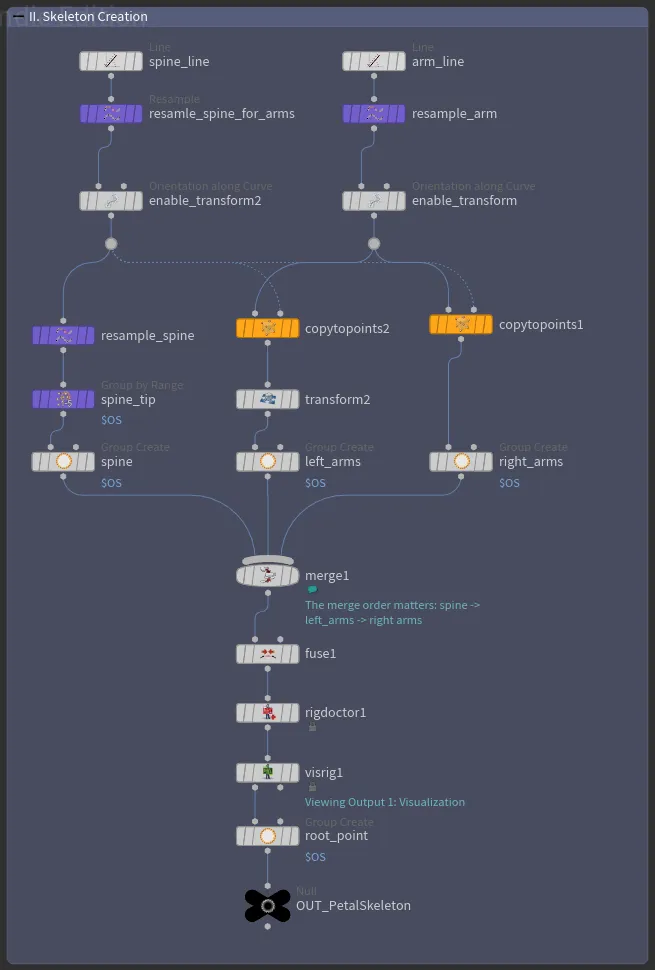 II. Skeleton Creation
Line
spine_line
Line
arm_line
Resample
resamle_spine_for_arms
resample_arm
Orientation along Curve
enable_transform2
Orientation along Curve
enable_transform
resample_spine
copytopoints2
copytopoints1
Group by Range
spine_tip
$OS
transform2
Group Create
spine
$OS
Group Create
left_arms
$OS
Group Create
right_arms
$OS
merge1
The merge order matters: spine ->
left_arms -> right arms
fuse1
rigdoctor1
visrig1
Viewing Output 1: Visualization
Group Create
root_point
$OS
Null
OUT_PetalSkeleton